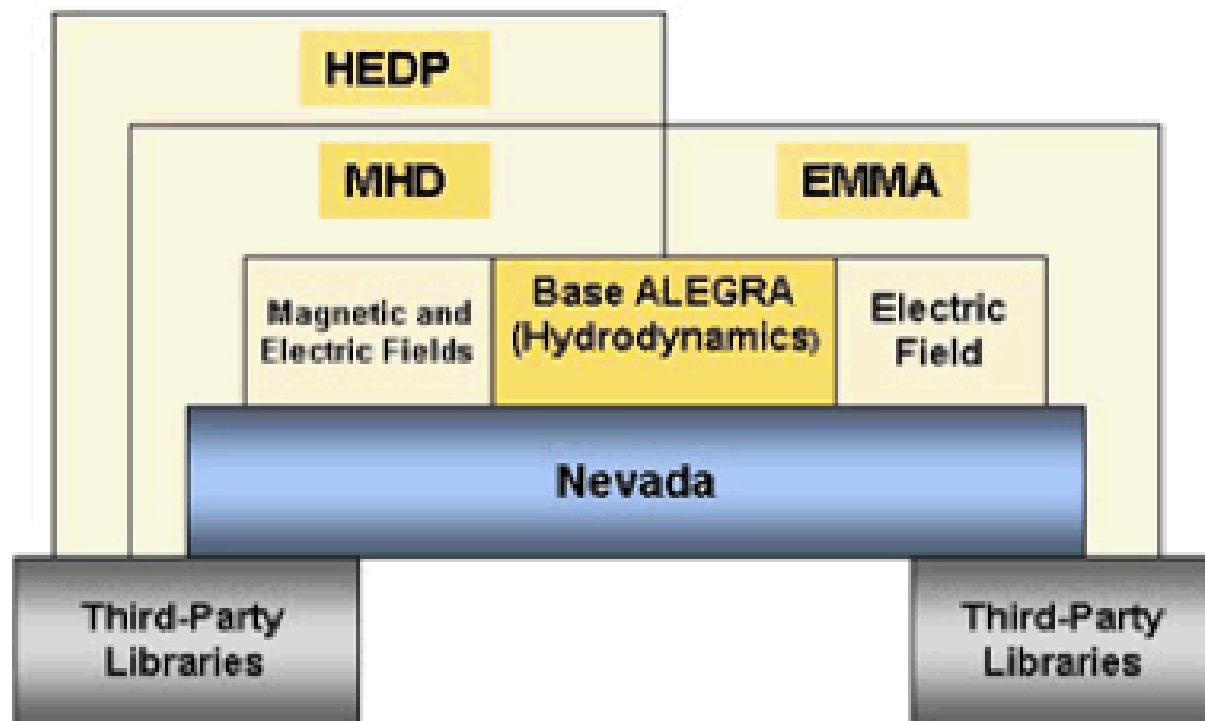 HEDP
MHD
EMMA
Magnetic and
Electric Fields
Base ALEGRA
(Hydrodynamics)
Electric
Field
Nevada
Third-Party
Libraries
Third-Party
Libraries